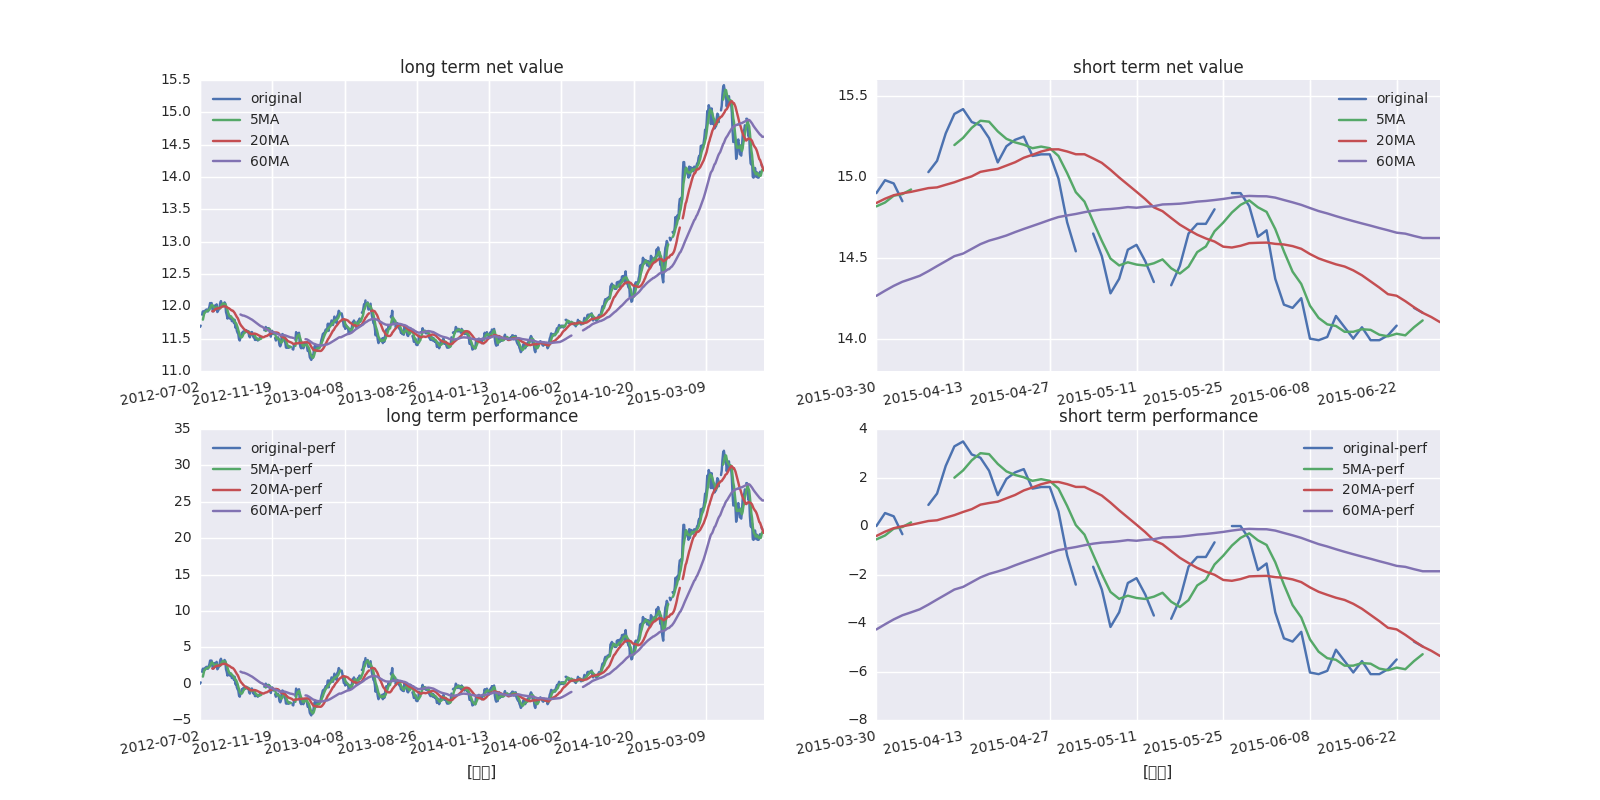 long term net value
15.5
15.0
14.5
14.0
13.5
13.0
12.5
12.0
11.5
11.0
original
5MA
20MA
60MA
2012-07-02 2012-11-19 2013-04-08 2013-08-26 2014-01-13 2014-06-02 2014-10-20 2015-03-09
short term net value
15.5
15.0
14.5
14.0
original
5MA
20MA
60MA
2015-03-30 2015-04-13 2015-04-27 2015-05-11 2015-05-25 2015-06-08 2015-06-22
long term performance
35
30
25
20
15
10
5
0
−5
original-perf
5MA-perf
20MA-perf
60MA-perf
2012-07-02 2012-11-19 2013-04-08 2013-08-26 2014-01-13 2014-06-02 2014-10-20 2015-03-09
[▯▯]
short term performance
4
2
0
−2
−4
−6
−8
original-perf
5MA-perf
20MA-perf
60MA-perf
2015-03-30 2015-04-13 2015-04-27 2015-05-11 2015-05-25 2015-06-08 2015-06-22
[▯▯]